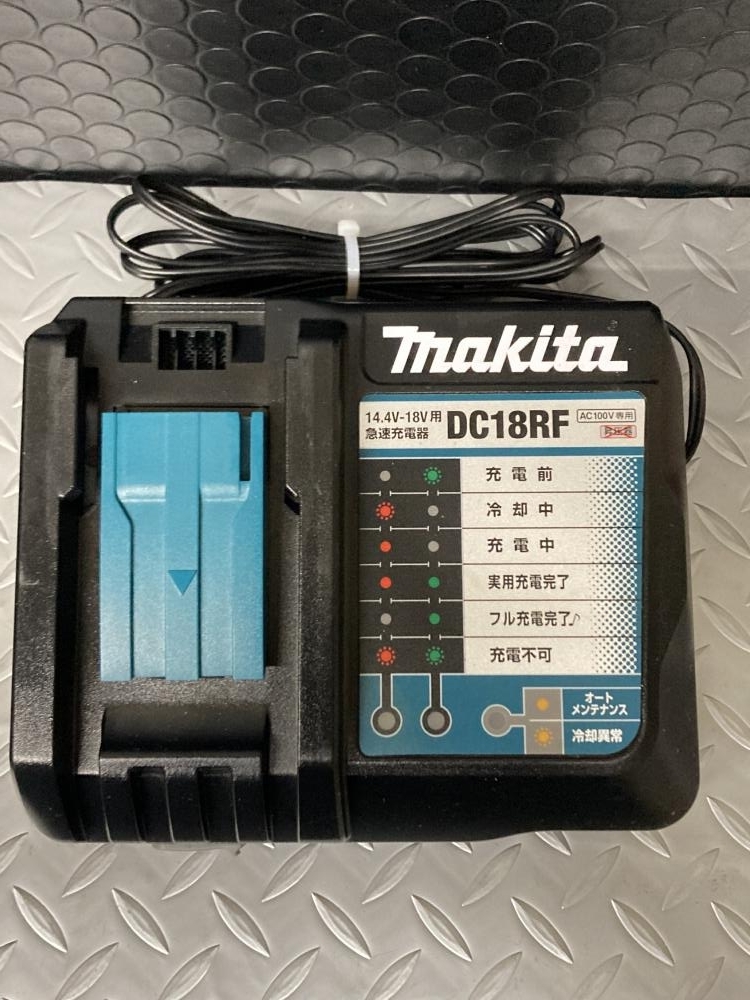 makita
14.4V-18V用
急速充電器
DC18RF
AC100V専用
昇圧器
充電前
冷却中
充電中
実用充電完了
フル充電完了♪
充電不可
オート
メンテナンス
冷却異常